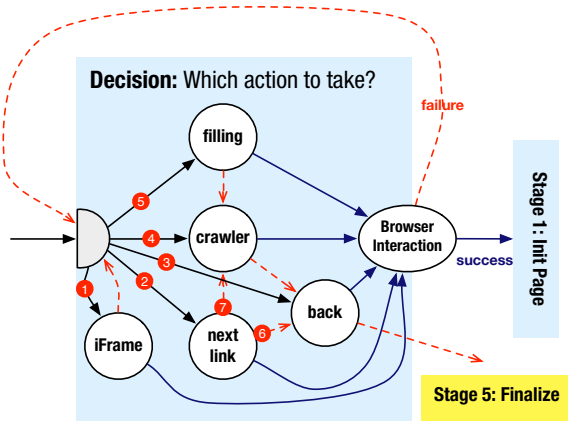 Decision: Which action to take?
failure
filling
5
4
crawler
3
Browser
Interaction
success
Stage 1: Init Page
1
2
7
back
iFrame
next
link
6
Stage 5: Finalize